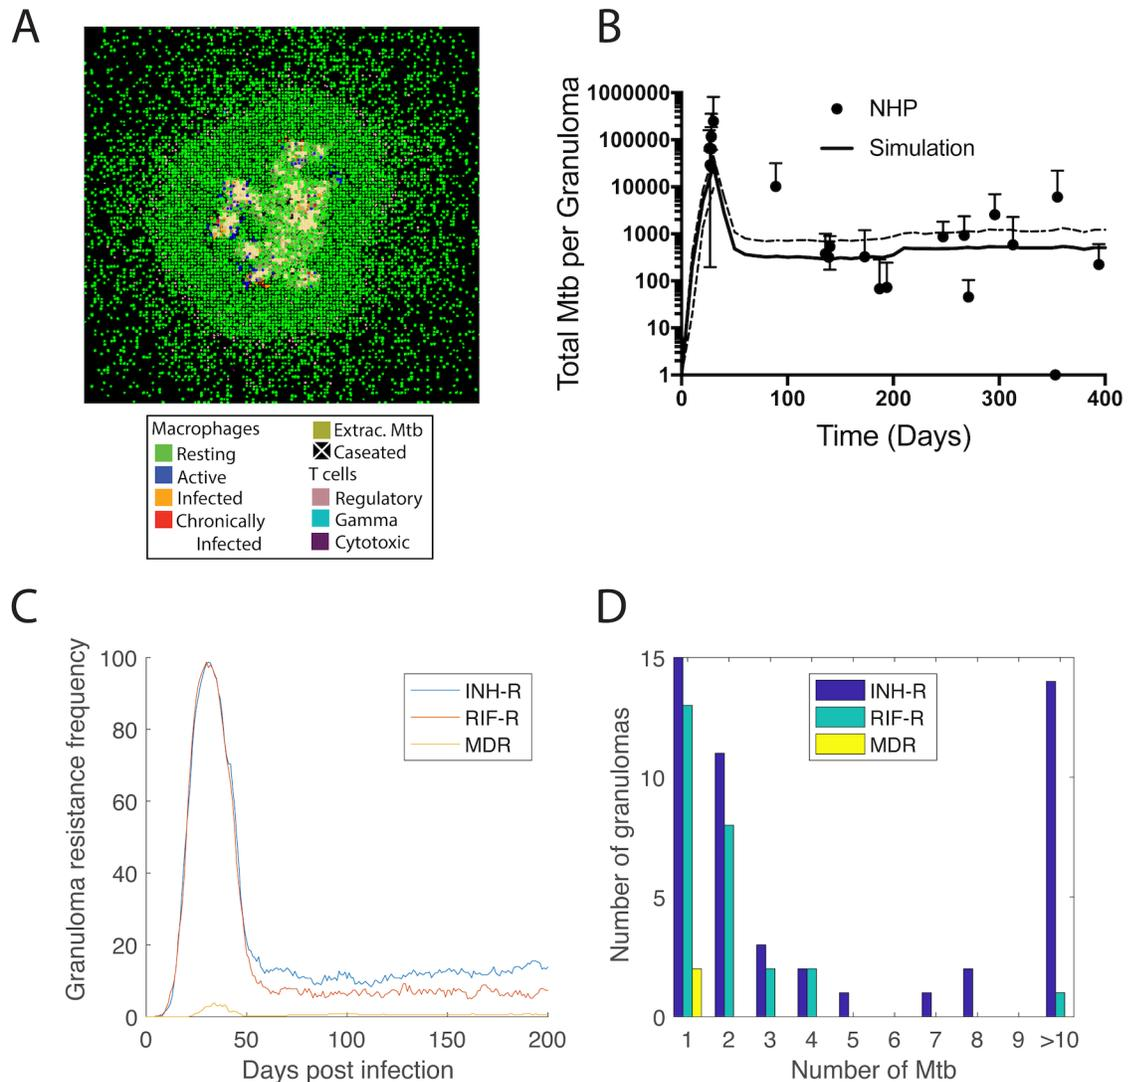 A
Macrophages
Resting
Active
Infected
Chronically
Infected
Extrac. Mtb
Caseated
T cells
Regulatory
Gamma
Cytotoxic
B
Total Mtb per Granuloma
1000000
100000
10000
1000
100
10
1
NHP
Simulation
0 100 200 300 400
Time (Days)
C
Granuloma resistance frequency
100
80
60
40
20
0
INH-R
RIF-R
MDR
0 50 100 150 200
Days post infection
D
Number of granulomas
15
10
5
0
INH-R
RIF-R
MDR
1 2 3 4 5 6 7 8 9 >10
Number of Mtb